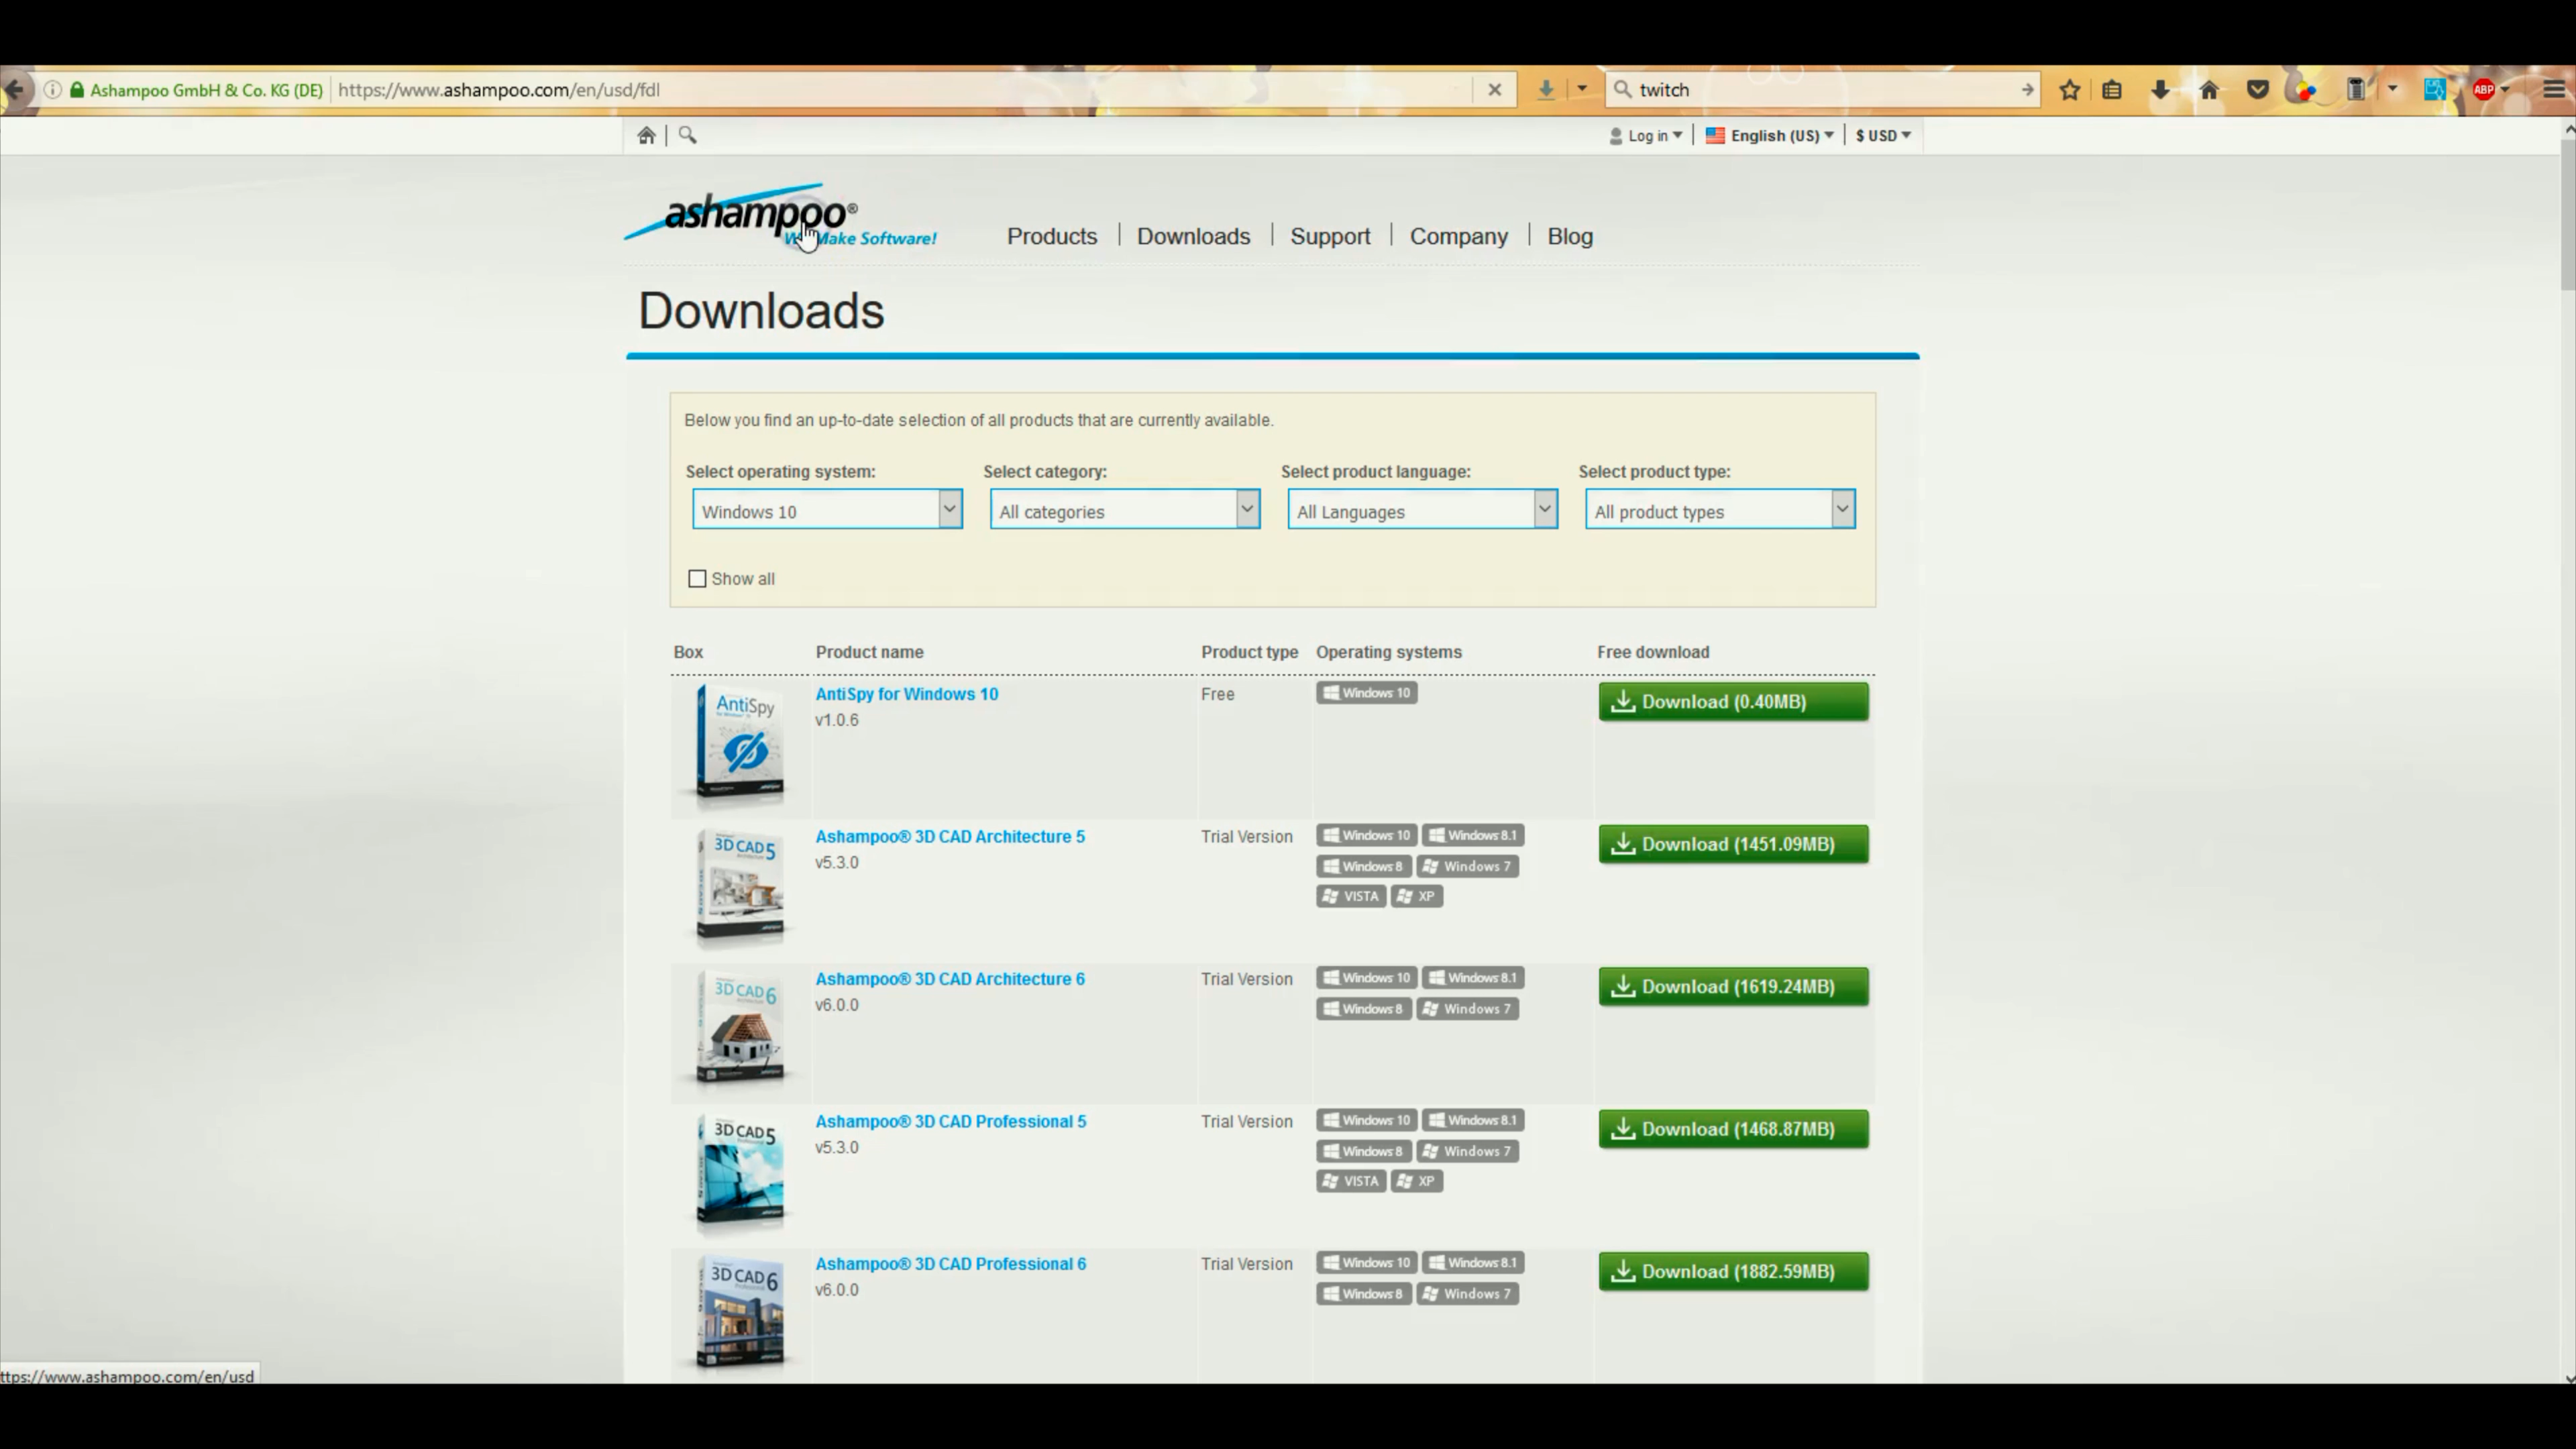 Ashampoo GmbH & Co. KG (DE) https://www.ashampoo.com/en/usd/fdl twitch ABP
Log in English (US) $ USD
ashampoo®
We Make Software!
Products Downloads Support Company Blog
Downloads
Below you find an up-to-date selection of all products that are currently available.
Select operating system: Select category: Select product language: Select product type:
Windows 10 All categories All Languages All product types
Show all
Box Product name Product type Operating systems Free download
AntiSpy for Windows 10 Free Windows 10 Download (0.40MB)
v1.0.6
AntiSpy
Ashampoo® 3D CAD Architecture 5 Trial Version Windows 10 Windows 8.1 Download (1451.09MB)
3D CAD 5
v5.3.0 Windows 8 Windows 7
VISTA XP
Ashampoo® 3D CAD Architecture 6 Trial Version Windows 10 Windows 8.1 Download (1619.24MB)
3D CAD 6
v6.0.0 Windows 8 Windows 7
Ashampoo® 3D CAD Professional 5 Trial Version Windows 10 Windows 8.1 Download (1468.87MB)
3D CAD 5
v5.3.0 Windows 8 Windows 7
VISTA XP
Ashampoo® 3D CAD Professional 6 Trial Version Windows 10 Windows 8.1 Download (1882.59MB)
3D CAD 6
v6.0.0 Windows 8 Windows 7
ttps://www.ashampoo.com/en/usd